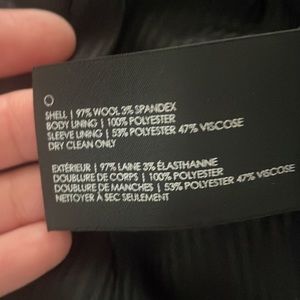 SHELL | 97% WOOL 3% SPANDEX
BODY LINING | 100% POLYESTER
SLEEVE LINING | 53% POLYESTER 47% VISCOSE
DRY CLEAN ONLY
EXTÉRIEUR | 97% LAINE 3% ÉLASTHANNE
DOUBLURE DE CORPS | 100% POLYESTER
DOUBLURE DE MANCHES | 53% POLYESTER 47% VISCOSE
NETTOYER À SEC SEULEMENT